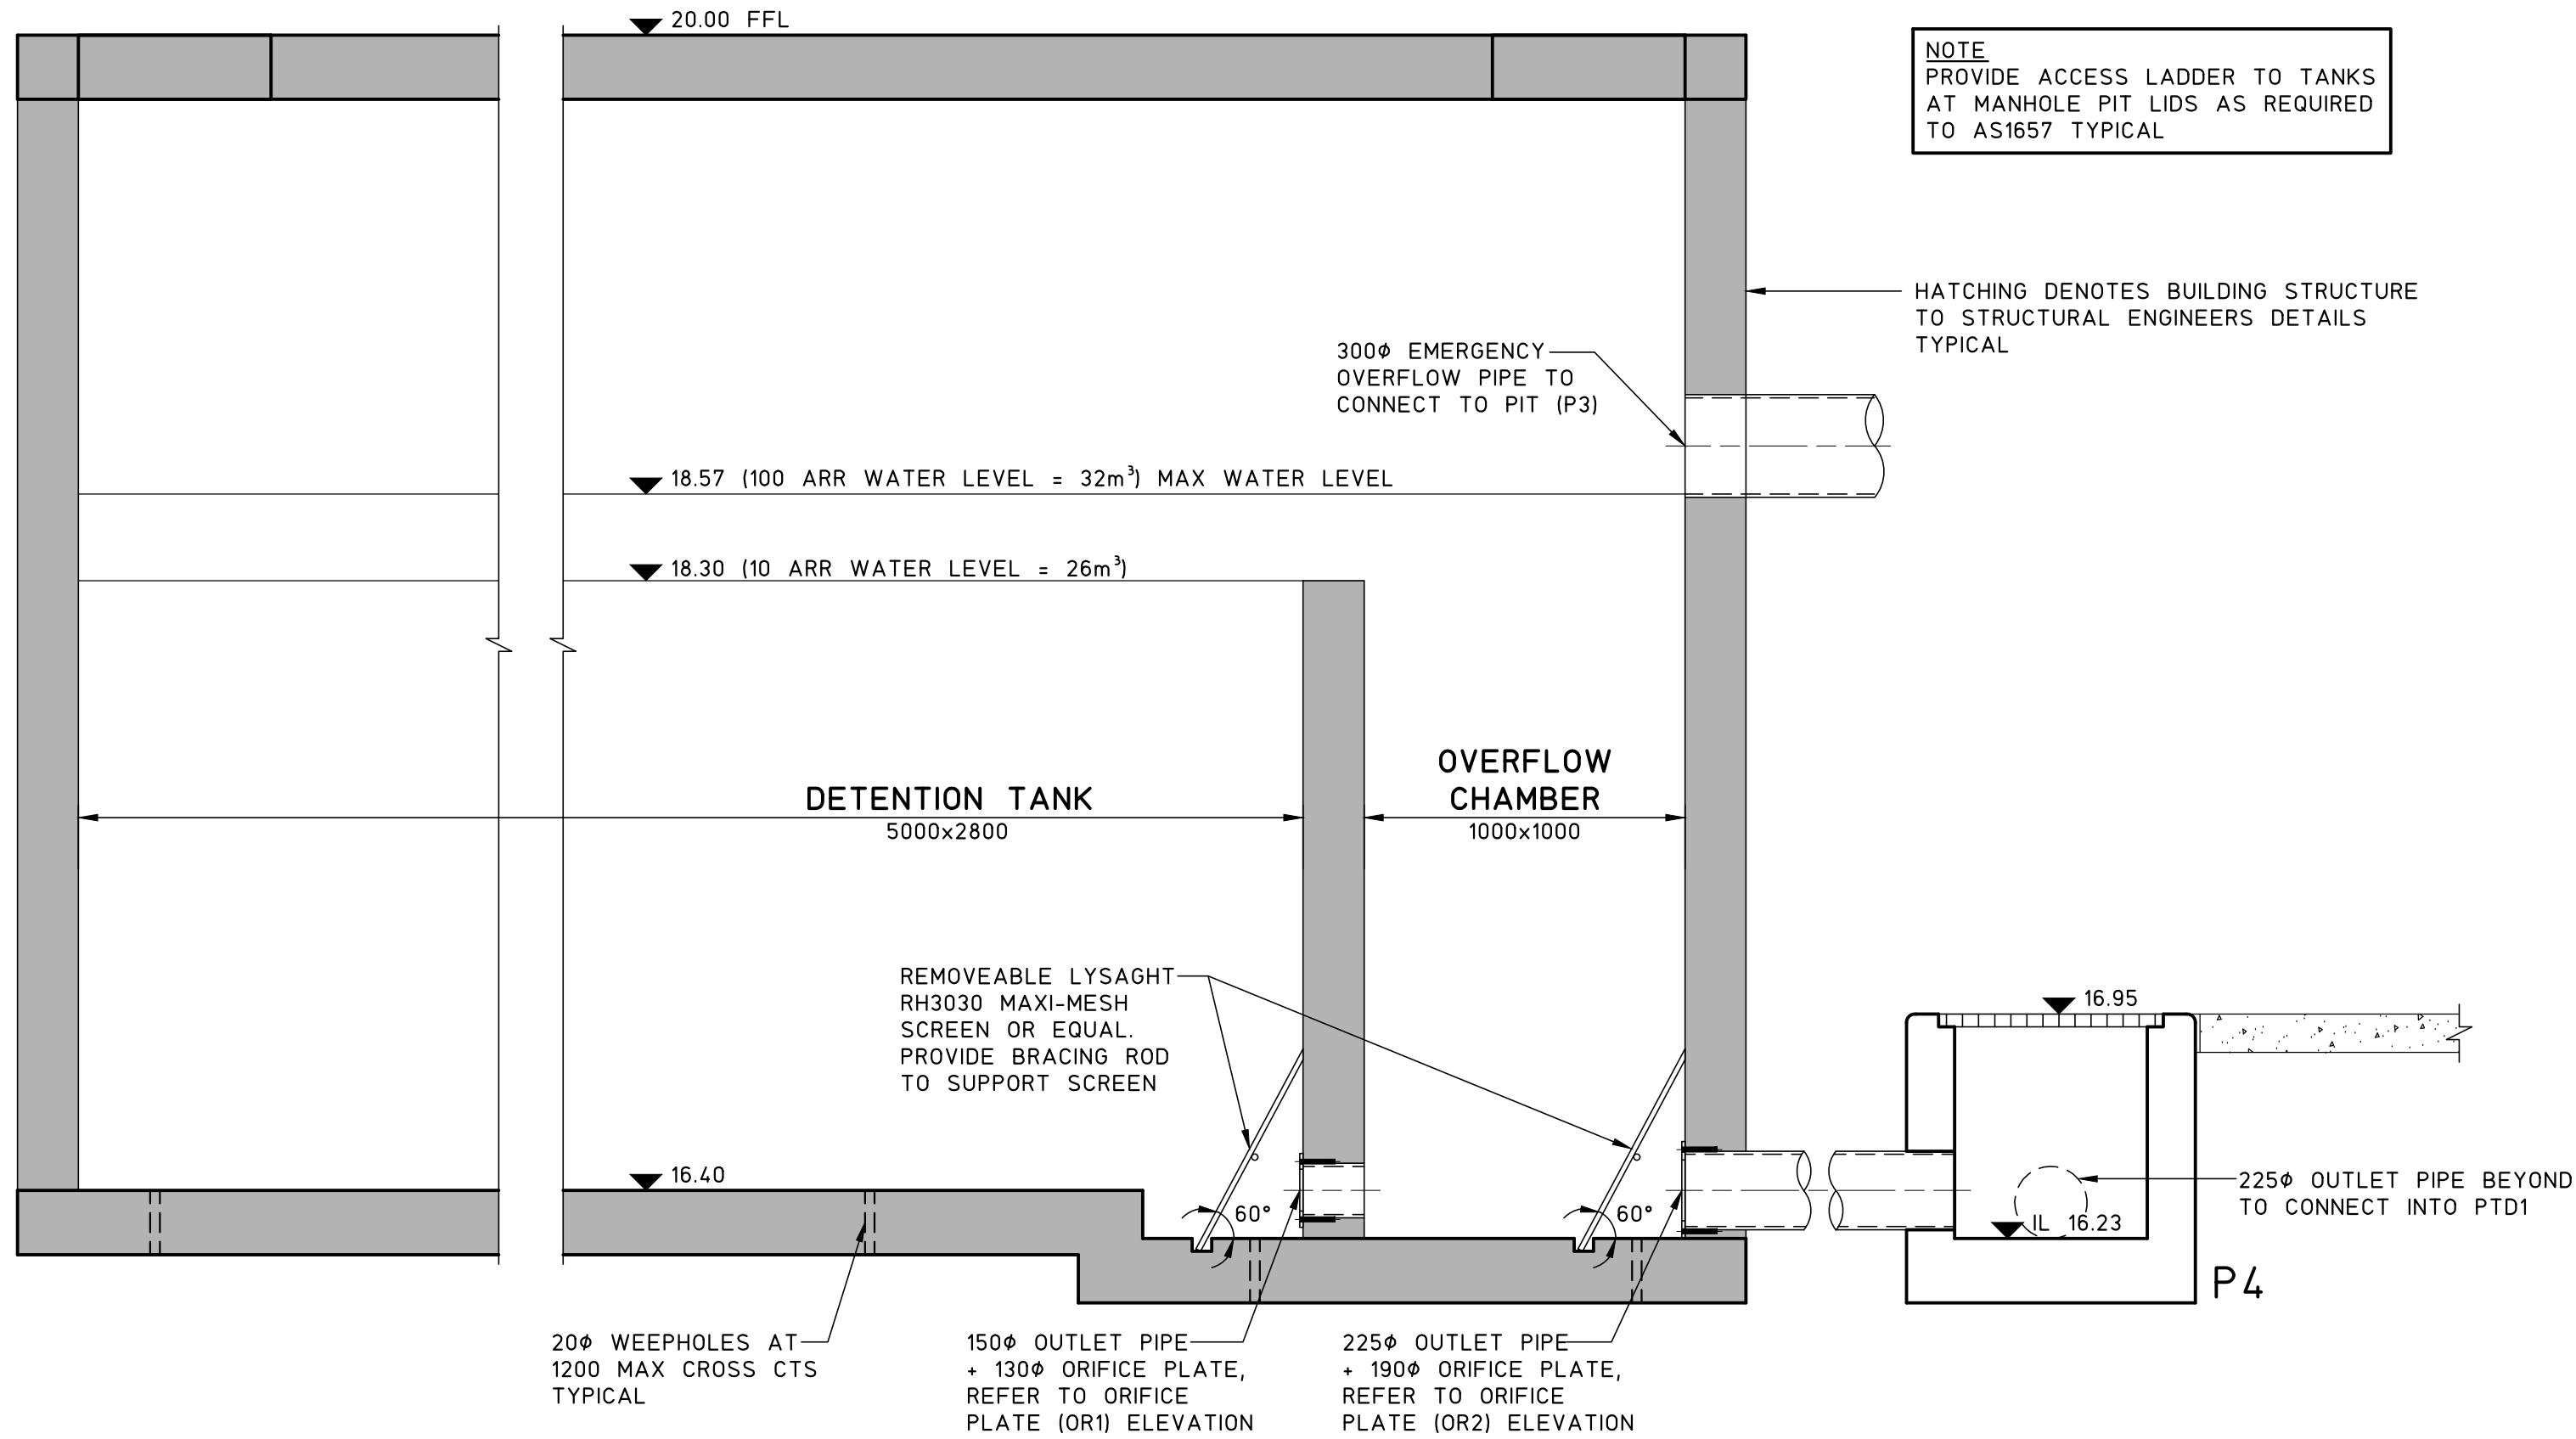 20.00 FFL
NOTE
PROVIDE ACCESS LADDER TO TANKS
AT MANHOLE PIT LIDS AS REQUIRED
TO AS1657 TYPICAL
HATCHING DENOTES BUILDING STRUCTURE
TO STRUCTURAL ENGINEERS DETAILS
TYPICAL
300ϕ EMERGENCY
OVERFLOW PIPE TO
CONNECT TO PIT (P3)
18.57 (100 ARR WATER LEVEL = 32m³) MAX WATER LEVEL
18.30 (10 ARR WATER LEVEL = 26m³)
DETENTION TANK
5000x2800
OVERFLOW
CHAMBER
1000x1000
REMOVEABLE LYSAGHT
RH3030 MAXI-MESH
SCREEN OR EQUAL.
PROVIDE BRACING ROD
TO SUPPORT SCREEN
16.95
16.40
60°
60°
IL 16.23
225ϕ OUTLET PIPE BEYOND
TO CONNECT INTO PTD1
P4
20ϕ WEEPHOLES AT
1200 MAX CROSS CTS
TYPICAL
150ϕ OUTLET PIPE
+ 130ϕ ORIFICE PLATE,
REFER TO ORIFICE
PLATE (OR1) ELEVATION
225ϕ OUTLET PIPE
+ 190ϕ ORIFICE PLATE,
REFER TO ORIFICE
PLATE (OR2) ELEVATION